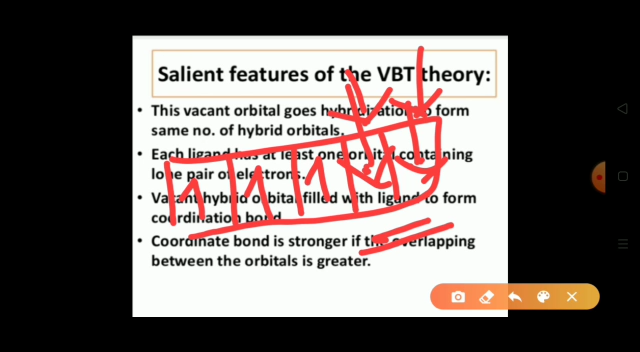 Salient features of the VBT theory:
• This vacant orbital goes hybridization to form
same no. of hybrid orbitals.
• Each ligand has at least one orbital containing
lone pair of electrons.
• Vacant hybrid orbital filled with ligand to form
coordination bond
• Coordinate bond is stronger if the overlapping
between the orbitals is greater.